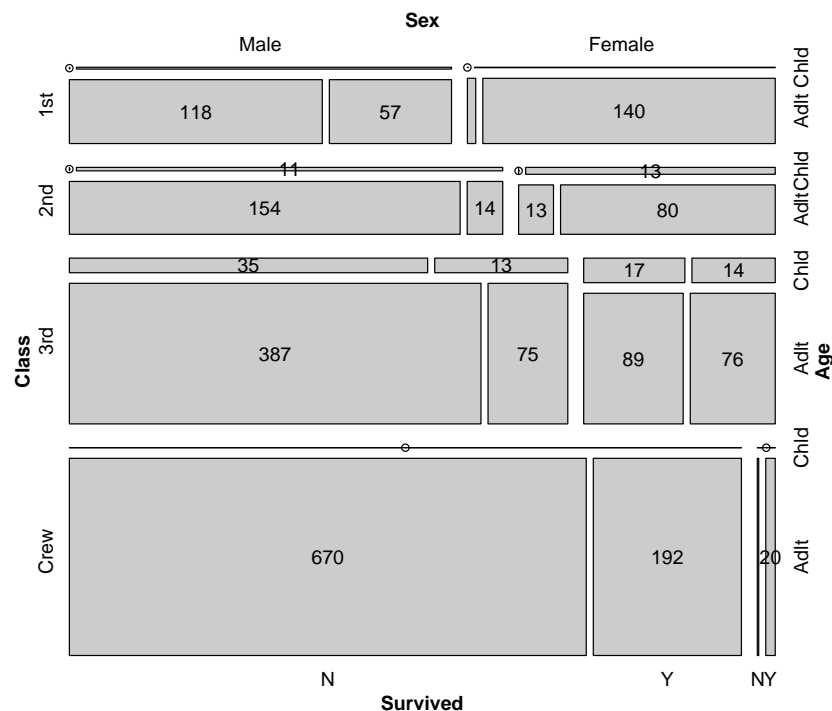 Sex
Male Female
1st Chld
118 57 140 Adlt
2nd 11 13 Chld
154 14 13 80 Adlt
35 13 17 14 Chld
Class 3rd 387 75 89 76 Adlt Age
Chld
Crew 670 192 20 Adlt
N Y N Y
Survived